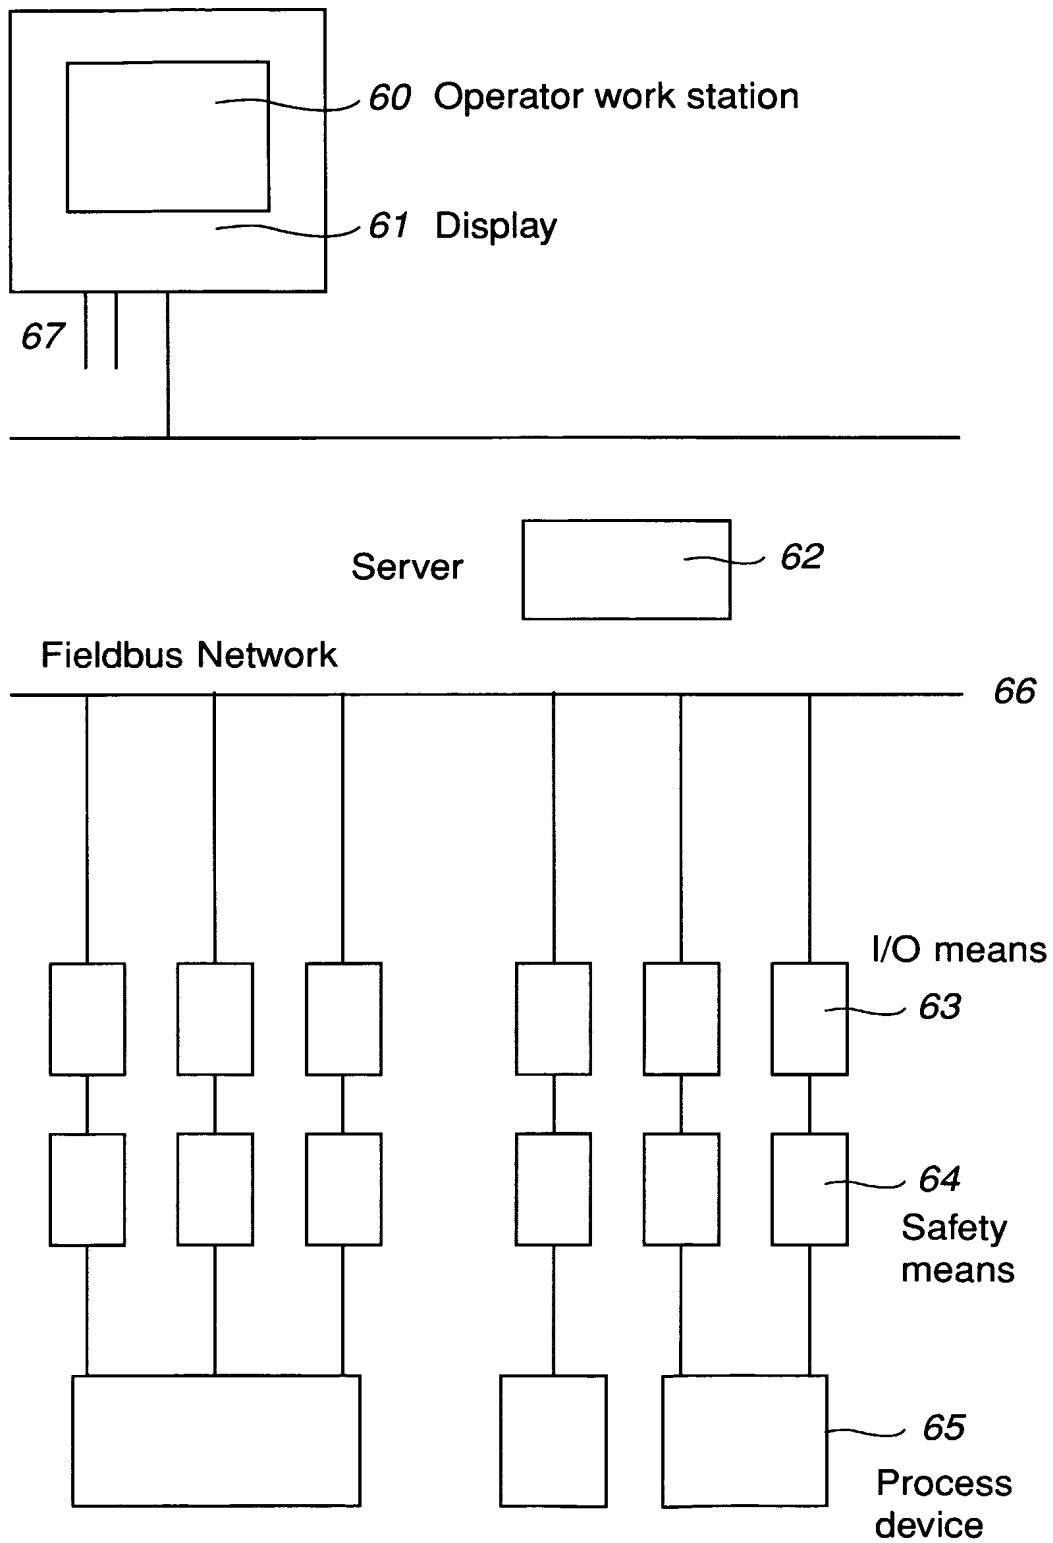 60 Operator work station
61 Display
67
Server
62
Fieldbus Network
66
I/O means
63
64
Safety
means
65
Process
device